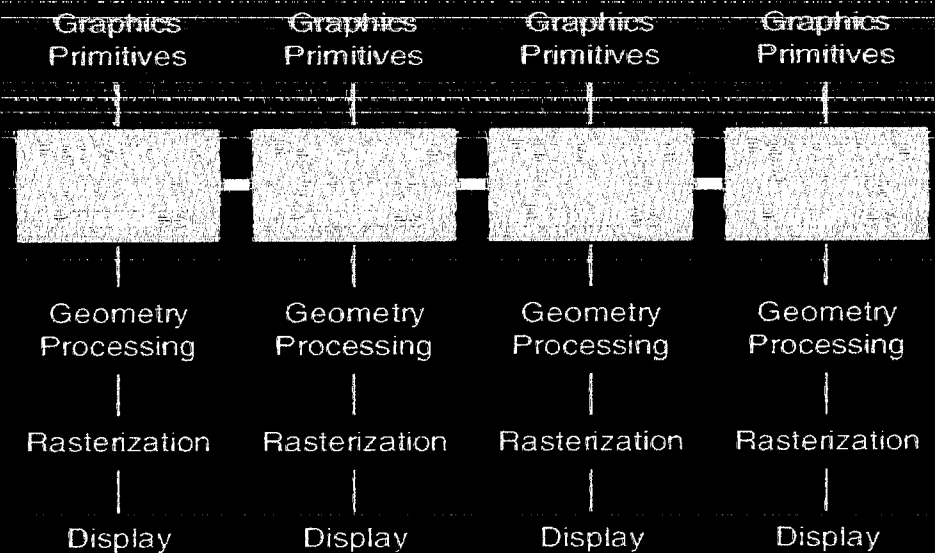 Graphics Graphics Graphics Graphics
Primitives Primitives Primitives Primitives
Geometry Geometry Geometry Geometry
Processing Processing Processing Processing
Rasterization Rasterization Rasterization Rasterization
Display Display Display Display